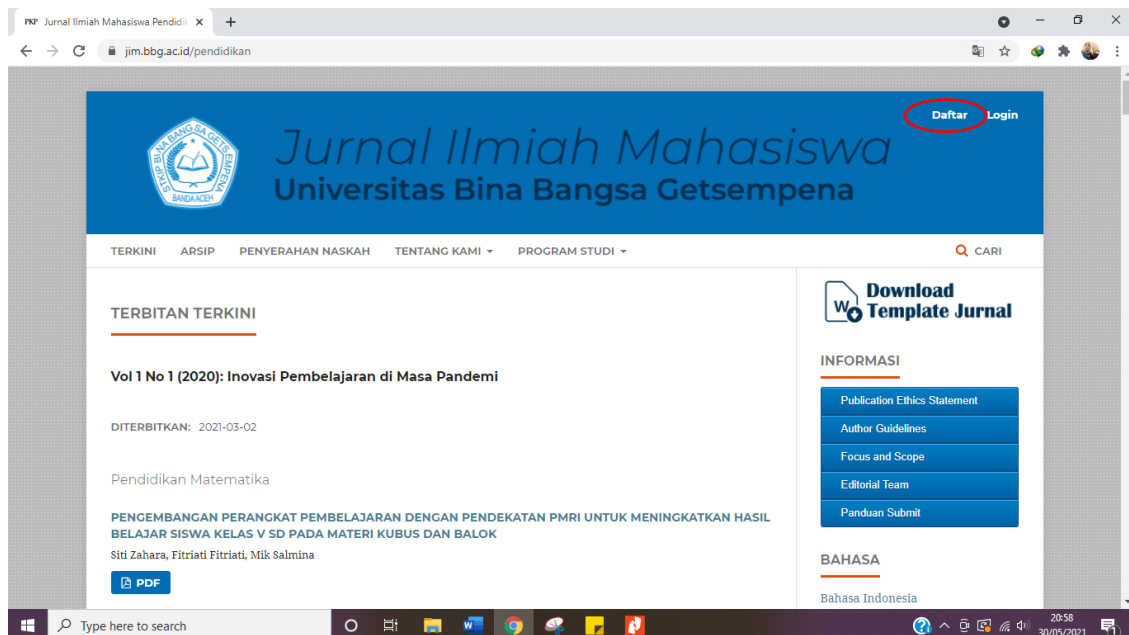 PKP Jurnal Ilmiah Mahasiswa Pendidik
jim.bbg.ac.id/pendidikan
Daftar Login
STKIP BINA BANGSA GETSEMPENA
BANDA ACEH
Jurnal Ilmiah Mahasiswa
Universitas Bina Bangsa Getsempena
TERKINI ARSIP PENYERAHAN NASKAH TENTANG KAMI PROGRAM STUDI CARI
TERBITAN TERKINI
Vol 1 No 1 (2020): Inovasi Pembelajaran di Masa Pandemi
DITERBITKAN: 2021-03-02
Pendidikan Matematika
PENGEMBANGAN PERANGKAT PEMBELAJARAN DENGAN PENDEKATAN PMRI UNTUK MENINGKATKAN HASIL
BELAJAR SISWA KELAS V SD PADA MATERI KUBUS DAN BALOK
Siti Zahara, Fitriati Fitriati, Mik Salmina
PDF
W Download
Template Jurnal
INFORMASI
Publication Ethics Statement
Author Guidelines
Focus and Scope
Editorial Team
Panduan Submit
BAHASA
Bahasa Indonesia
Type here to search
20:58
30/05/2021